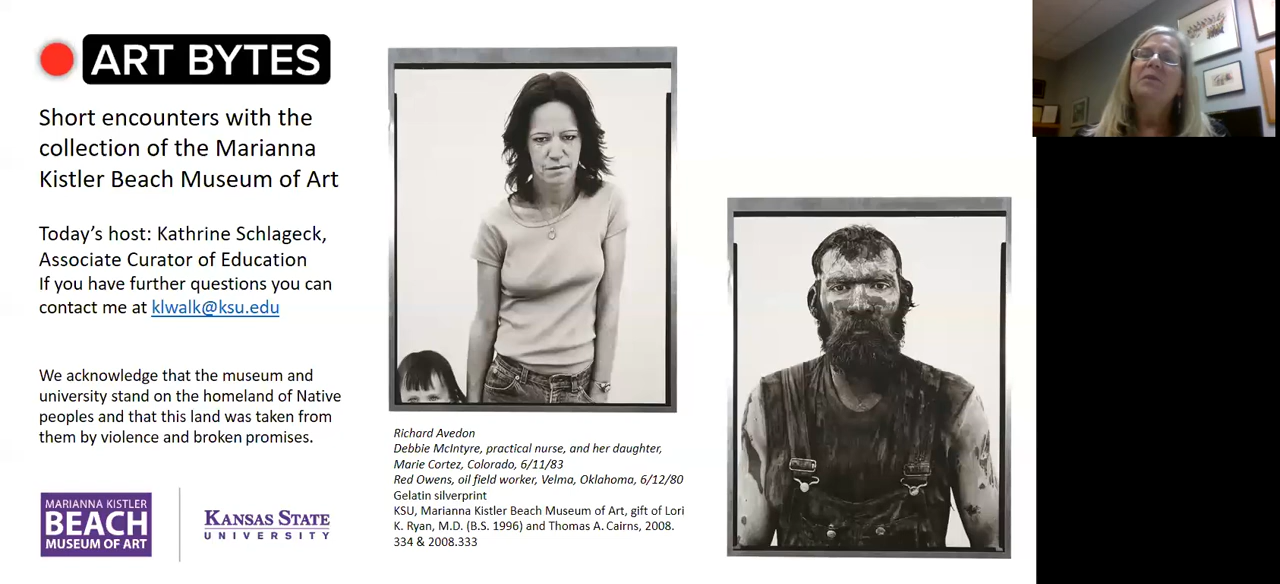 ART BYTES
Short encounters with the
collection of the Marianna
Kistler Beach Museum of Art
Today's host: Kathrine Schlageck,
Associate Curator of Education
If you have further questions you can
contact me at klwalk@ksu.edu
We acknowledge that the museum and
university stand on the homeland of Native
peoples and that this land was taken from
them by violence and broken promises.
MARIANNA KISTLER
BEACH
MUSEUM OF ART
KANSAS STATE
UNIVERSITY
Richard Avedon
Debbie McIntyre, practical nurse, and her daughter,
Marie Cortez, Colorado, 6/11/83
Red Owens, oil field worker, Velma, Oklahoma, 6/12/80
Gelatin silverprint
KSU, Marianna Kistler Beach Museum of Art, gift of Lori
K. Ryan, M.D. (B.S. 1996) and Thomas A. Cairns, 2008.
334 & 2008.333